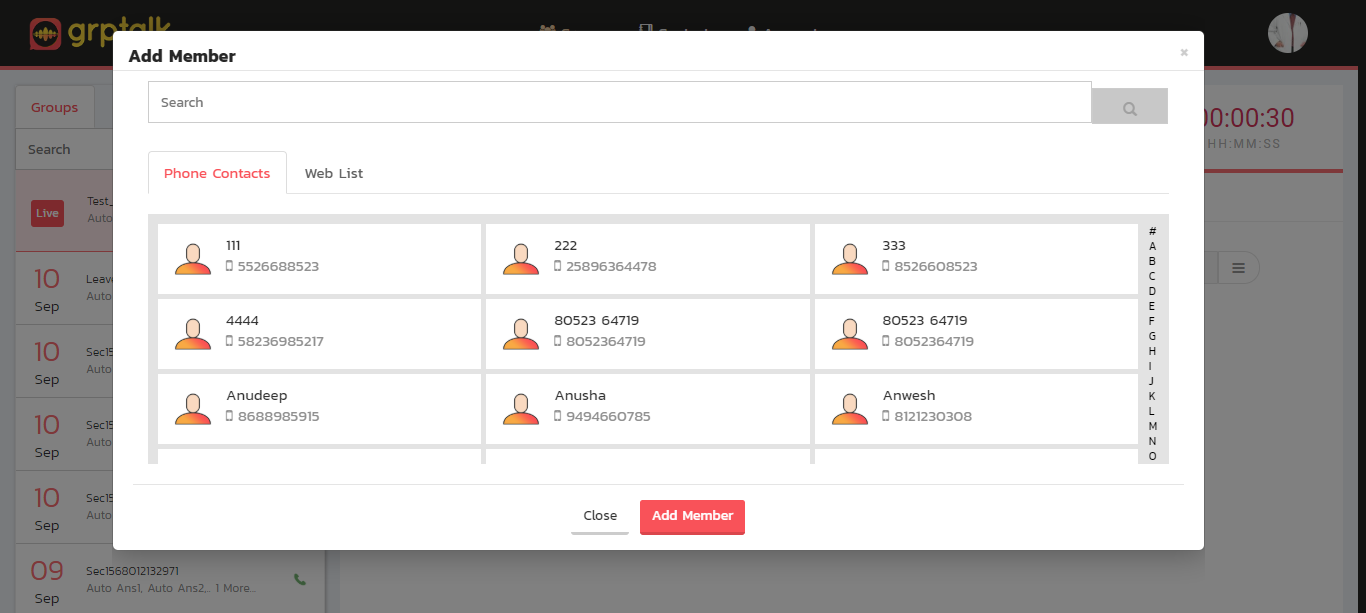 grptalk
Add Member
×
Search
Phone Contacts
Web List
111
5526688523
222
25896364478
333
8526608523
4444
58236985217
80523 64719
8052364719
80523 64719
8052364719
Anudeep
8688985915
Anusha
9494660785
Anwesh
8121230308
#
A
B
C
D
E
F
G
H
I
J
K
L
M
N
O
Close
Add Member
Groups
Search
Live
Test_
Auto
10
Sep
Leave
Auto
10
Sep
Sec15
Auto
10
Sep
Sec15
Auto
10
Sep
Sec15
Auto
09
Sep
Sec1568012132971
Auto Ans1, Auto Ans2,.. 1 More...
00:00:30
HH:MM:SS